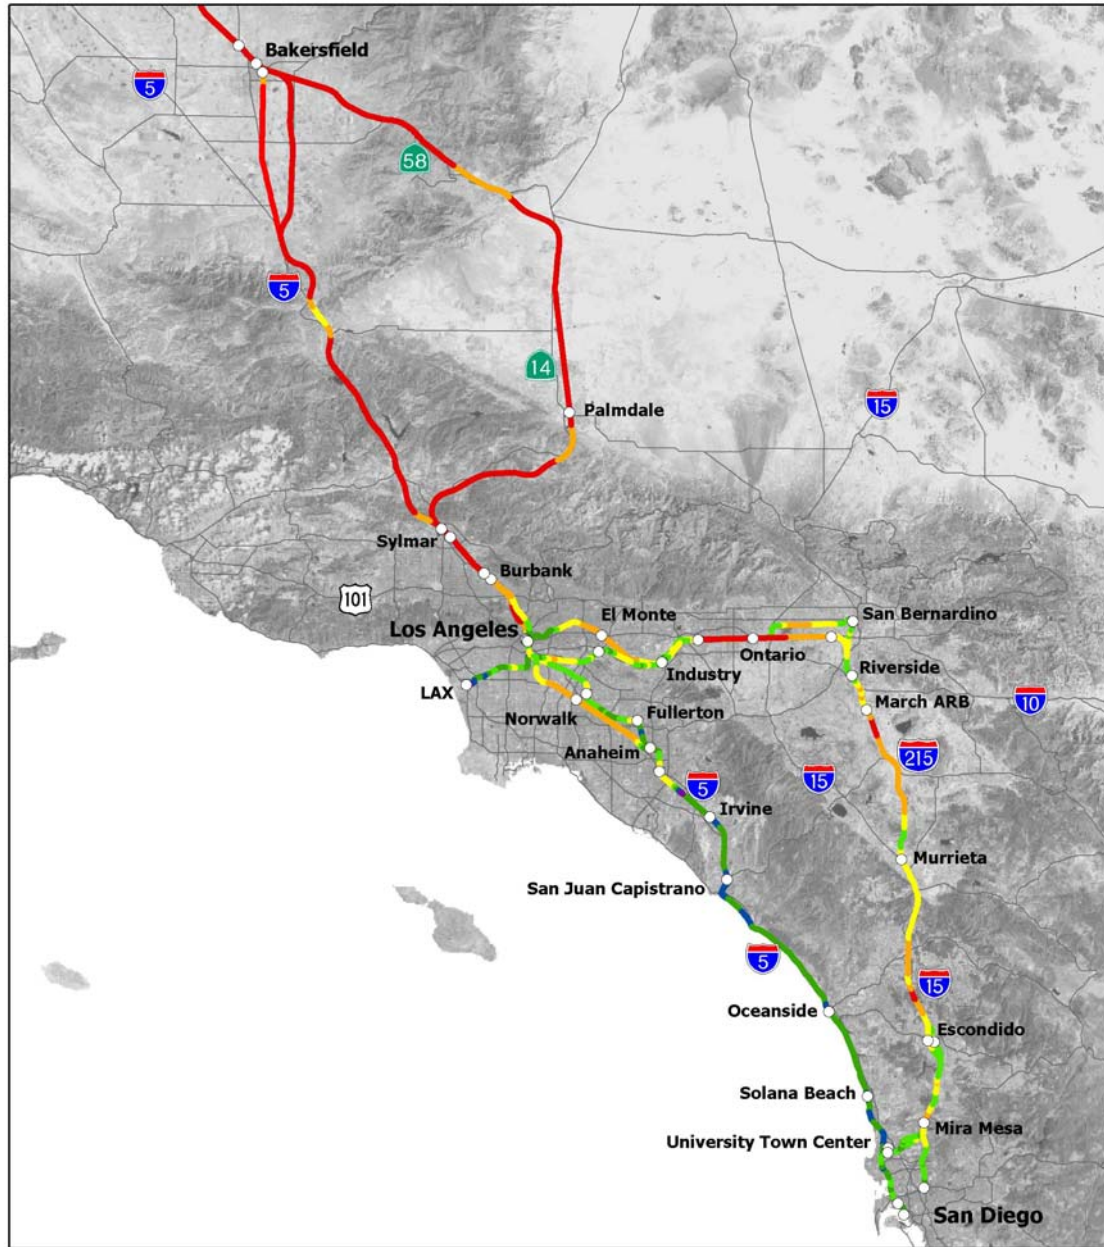 Bakersfield
5
58
5
14
Palmdale
15
Sylmar
Burbank
101
El Monte
San Bernardino
Los Angeles
Ontario
Industry
Riverside
LAX
March ARB
10
Norwalk
Fullerton
Anaheim
215
5
15
Irvine
Murrieta
San Juan Capistrano
5
15
Oceanside
Escondido
Solana Beach
Mira Mesa
University Town Center
San Diego